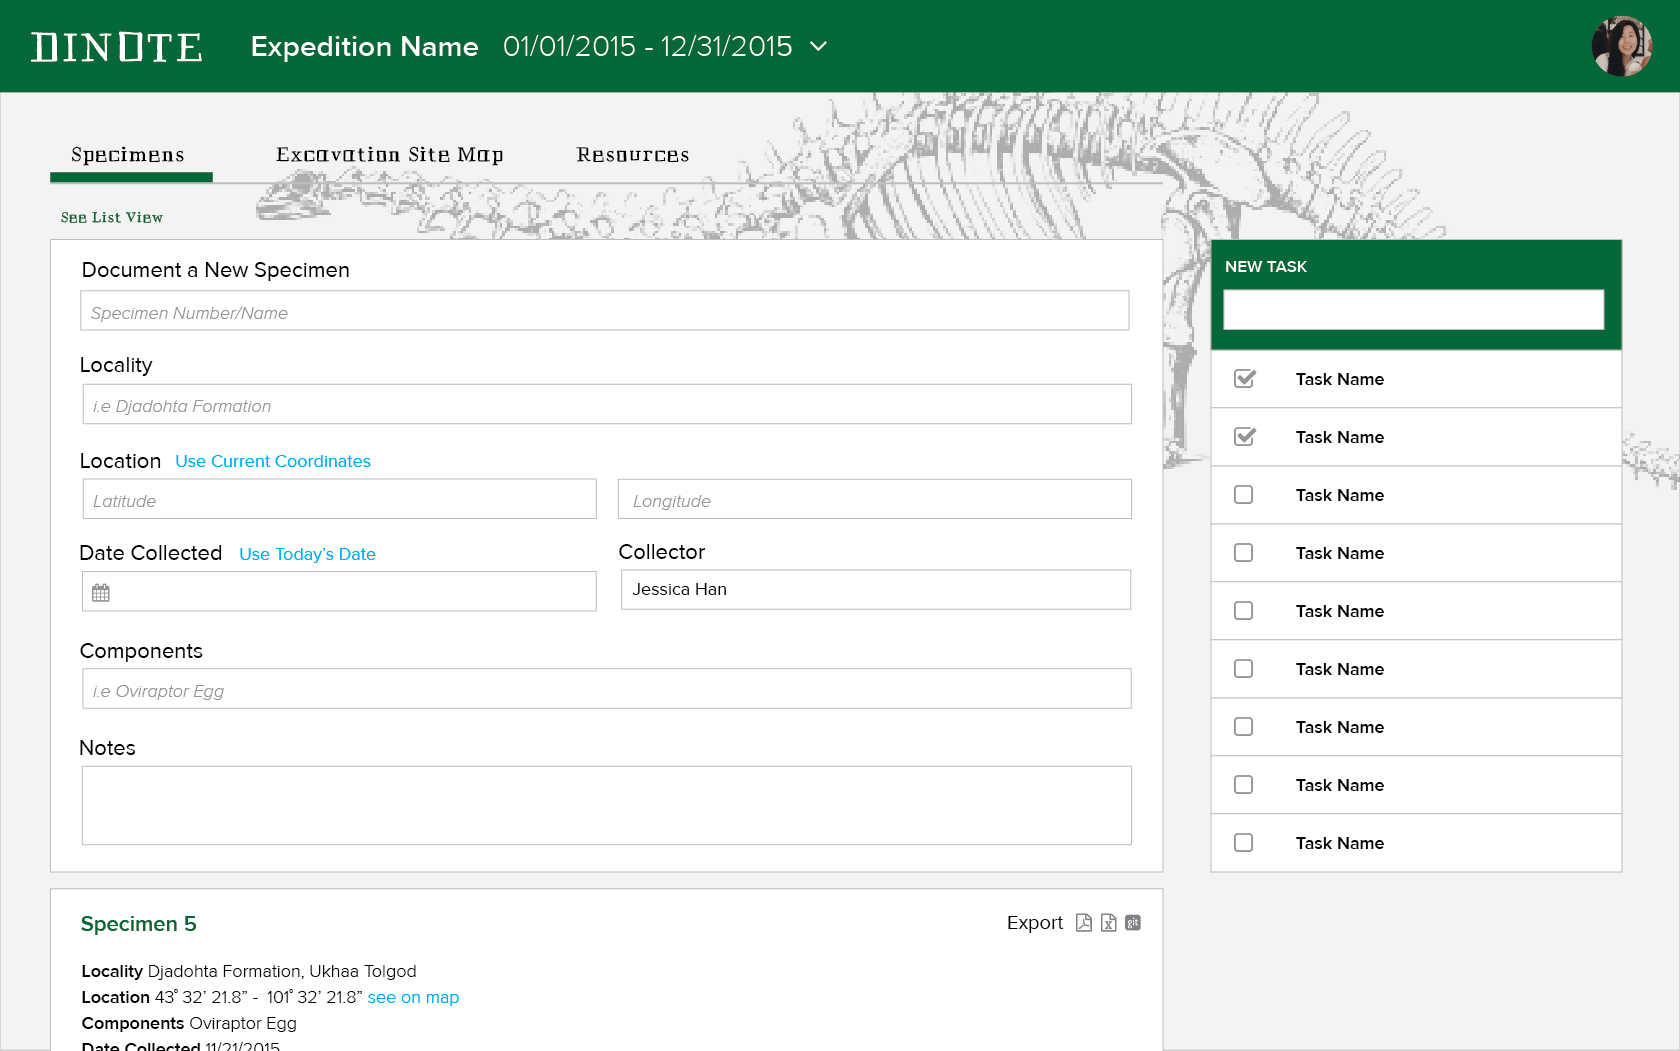 DINOTE
Expedition Name 01/01/2015 - 12/31/2015
Specimens Excavation Site Map Resources
See List View
Document a New Specimen
Specimen Number/Name
Locality
i.e Djadohta Formation
Location Use Current Coordinates
Latitude Longitude
Date Collected Use Today’s Date Collector
Jessica Han
Components
i.e Oviraptor Egg
Notes
NEW TASK
Task Name
Task Name
Task Name
Task Name
Task Name
Task Name
Task Name
Task Name
Task Name
Specimen 5 Export git
Locality Djadohta Formation, Ukhaa Tolgod
Location 43˚ 32’ 21.8” - 101˚ 32’ 21.8” see on map
Components Oviraptor Egg
Date Collected 11/21/2015